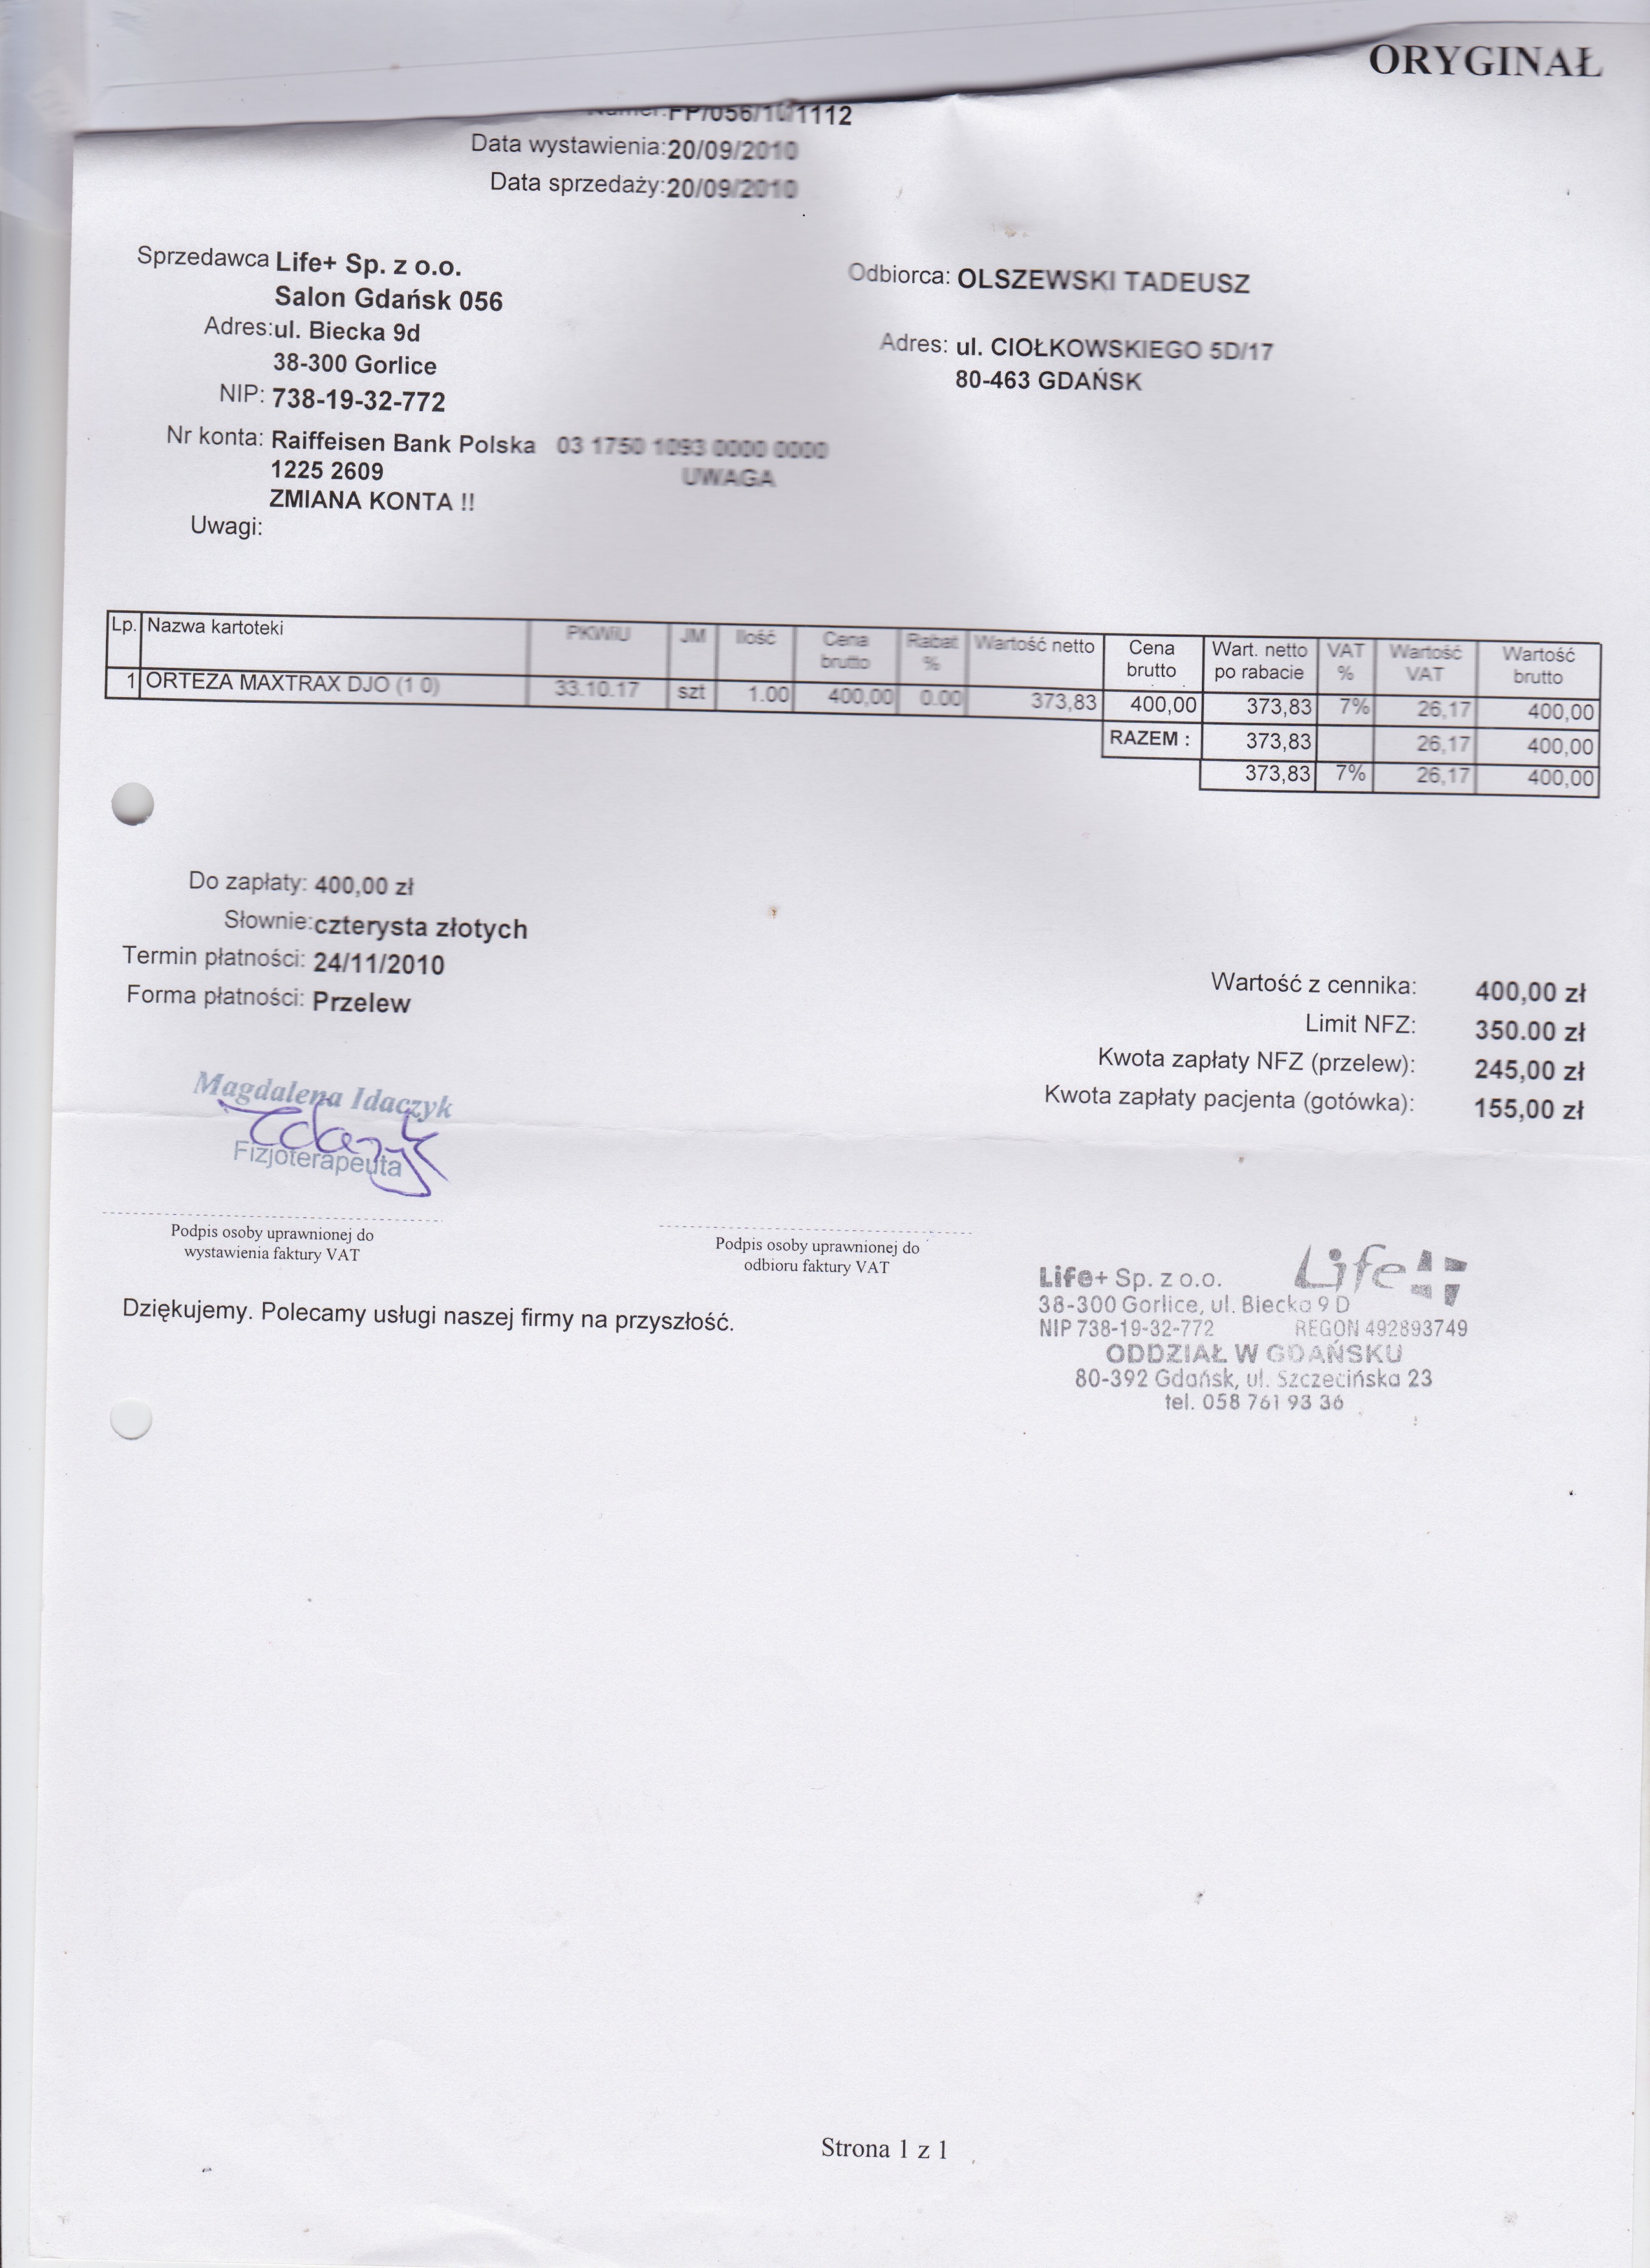 ORYGINAŁ
Numer:FP/056/10/1112
Data wystawienia:20/09/2010
Data sprzedaży:20/09/2010
Sprzedawca Life+ Sp. z o.o.
Salon Gdańsk 056
Adres:ul. Biecka 9d
38-300 Gorlice
NIP: 738-19-32-772
Nr konta: Raiffeisen Bank Polska 03 1750 1093 0000 0000
1225 2609 UWAGA
ZMIANA KONTA !!
Uwagi:
Odbiorca: OLSZEWSKI TADEUSZ
Adres: ul. CIOŁKOWSKIEGO 5D/17
80-463 GDAŃSK
Lp. Nazwa kartoteki PKWiU JM Ilość Cena brutto Rabat % Wartość netto Cena brutto Wart. netto po rabacie VAT % Wartość VAT Wartość brutto
1 ORTEZA MAXTRAX DJO (1 0) 33.10.17 szt 1.00 400,00 0.00 373,83 400,00 373,83 7% 26,17 400,00
RAZEM : 373,83 26,17 400,00
373,83 7% 26,17 400,00
Do zapłaty: 400,00 zł
Słownie:czterysta złotych
Termin płatności: 24/11/2010
Forma płatności: Przelew
Wartość z cennika: 400,00 zł
Limit NFZ: 350.00 zł
Kwota zapłaty NFZ (przelew): 245,00 zł
Kwota zapłaty pacjenta (gotówka): 155,00 zł
Magdalena Idaczyk
Fizjoterapeuta
Podpis osoby uprawnionej do
wystawienia faktury VAT
Podpis osoby uprawnionej do
odbioru faktury VAT
Dziękujemy. Polecamy usługi naszej firmy na przyszłość.
Life+ Sp. z o.o. Life+
38-300 Gorlice, ul. Biecka 9 D
NIP 738-19-32-772 REGON 492893749
ODDZIAŁ W GDAŃSKU
80-392 Gdańsk, ul. Szczecińska 23
tel. 058 761 93 36
Strona 1 z 1